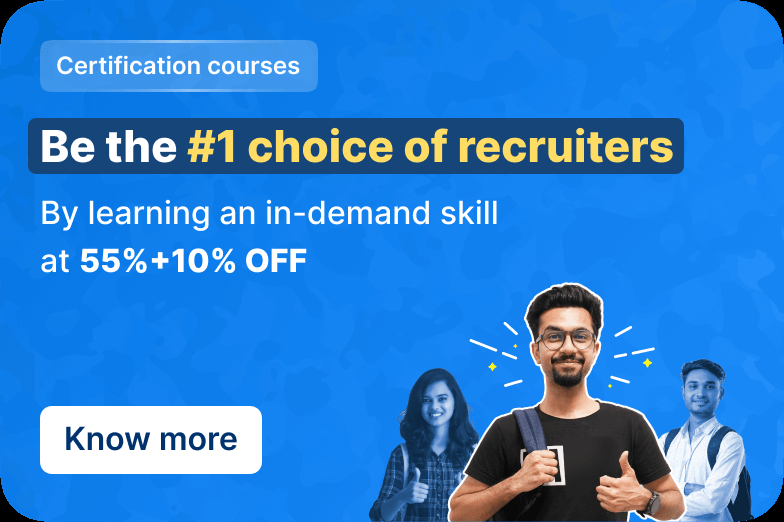 Certification courses
Be the #1 choice of recruiters
By learning an in-demand skill
at 55%+10% OFF
Know more